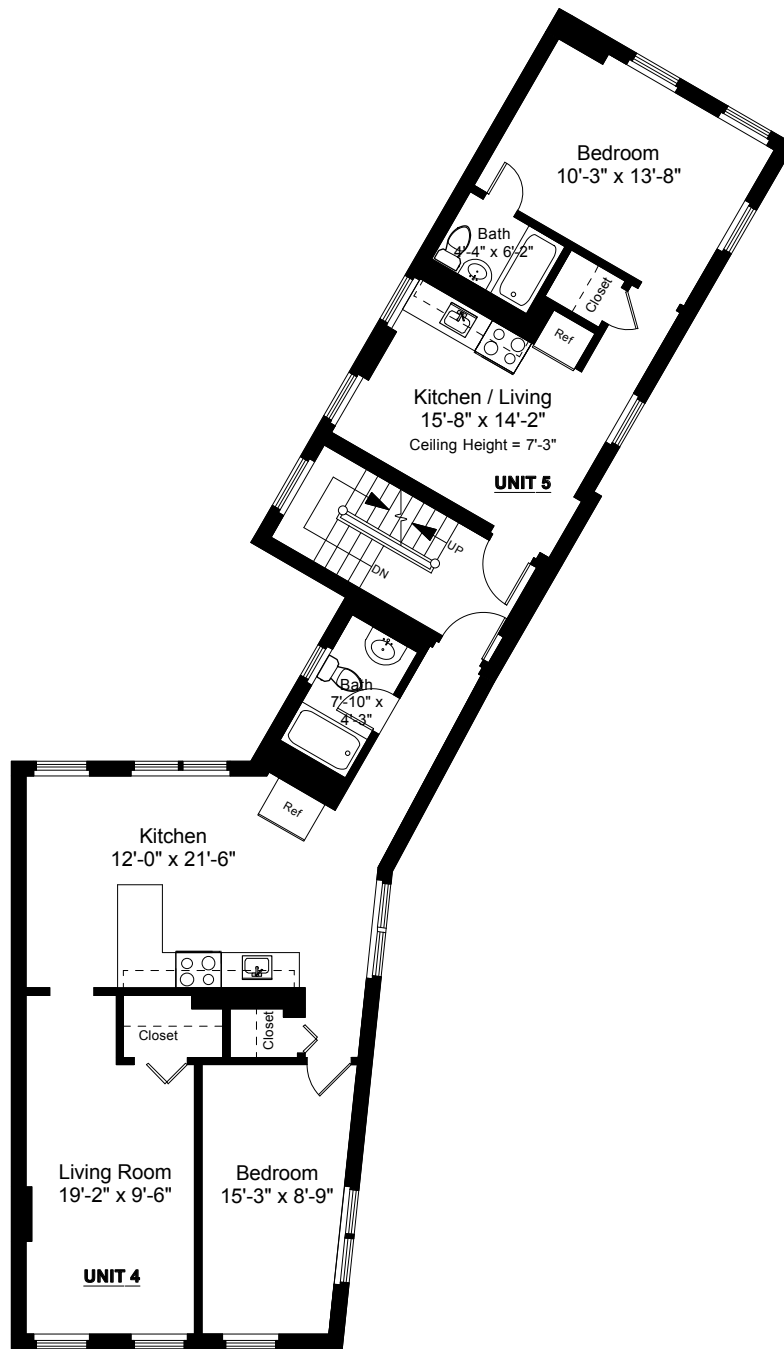 Bedroom
10'-3" x 13'-8"
Bath
4'-4" x 6'-2"
Closet
Ref
Kitchen / Living
15'-8" x 14'-2"
Ceiling Height = 7'-3"
UNIT 5
UP
DN
Bath
7'-10" x
4'-3"
Ref
Kitchen
12'-0" x 21'-6"
Closet
Closet
Living Room
19'-2" x 9'-6"
Bedroom
15'-3" x 8'-9"
UNIT 4